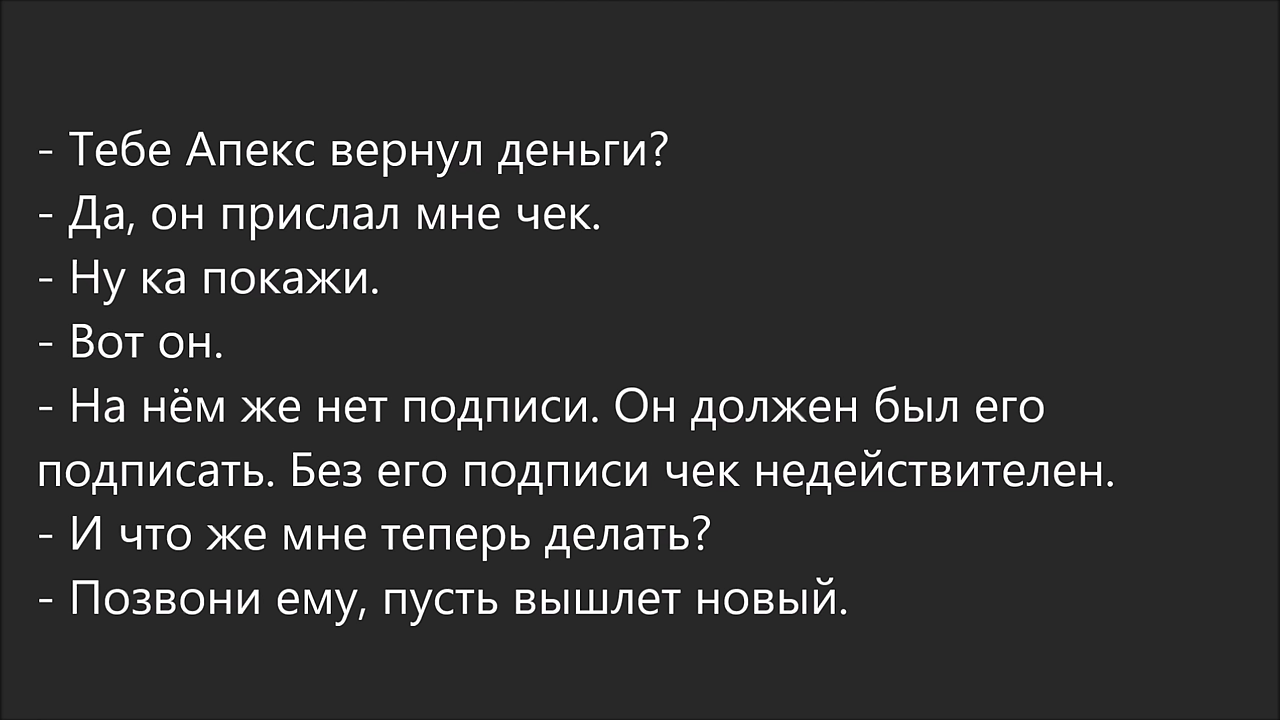 - Тебе Апекс вернул деньги?
- Да, он прислал мне чек.
- Ну ка покажи.
- Вот он.
- На нём же нет подписи. Он должен был его
подписать. Без его подписи чек недействителен.
- И что же мне теперь делать?
- Позвони ему, пусть вышлет новый.